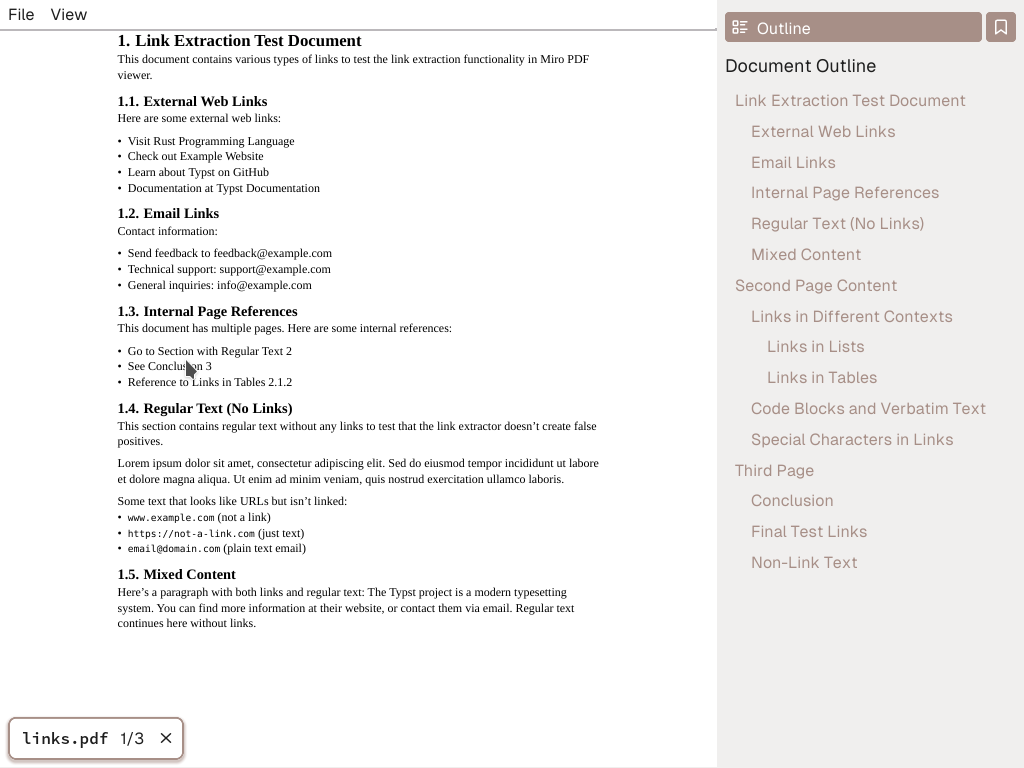 File View
1. Link Extraction Test Document
This document contains various types of links to test the link extraction functionality in Miro PDF
viewer.
1.1. External Web Links
Here are some external web links:
• Visit Rust Programming Language
• Check out Example Website
• Learn about Typst on GitHub
• Documentation at Typst Documentation
1.2. Email Links
Contact information:
• Send feedback to feedback@example.com
• Technical support: support@example.com
• General inquiries: info@example.com
1.3. Internal Page References
This document has multiple pages. Here are some internal references:
• Go to Section with Regular Text 2
• See Conclusion 3
• Reference to Links in Tables 2.1.2
1.4. Regular Text (No Links)
This section contains regular text without any links to test that the link extractor doesn’t create false
positives.
Lorem ipsum dolor sit amet, consectetur adipiscing elit. Sed do eiusmod tempor incididunt ut labore
et dolore magna aliqua. Ut enim ad minim veniam, quis nostrud exercitation ullamco laboris.
Some text that looks like URLs but isn’t linked:
• www.example.com (not a link)
• https://not-a-link.com (just text)
• email@domain.com (plain text email)
1.5. Mixed Content
Here’s a paragraph with both links and regular text: The Typst project is a modern typesetting
system. You can find more information at their website, or contact them via email. Regular text
continues here without links.
links.pdf 1/3
Outline
Document Outline
Link Extraction Test Document
External Web Links
Email Links
Internal Page References
Regular Text (No Links)
Mixed Content
Second Page Content
Links in Different Contexts
Links in Lists
Links in Tables
Code Blocks and Verbatim Text
Special Characters in Links
Third Page
Conclusion
Final Test Links
Non-Link Text